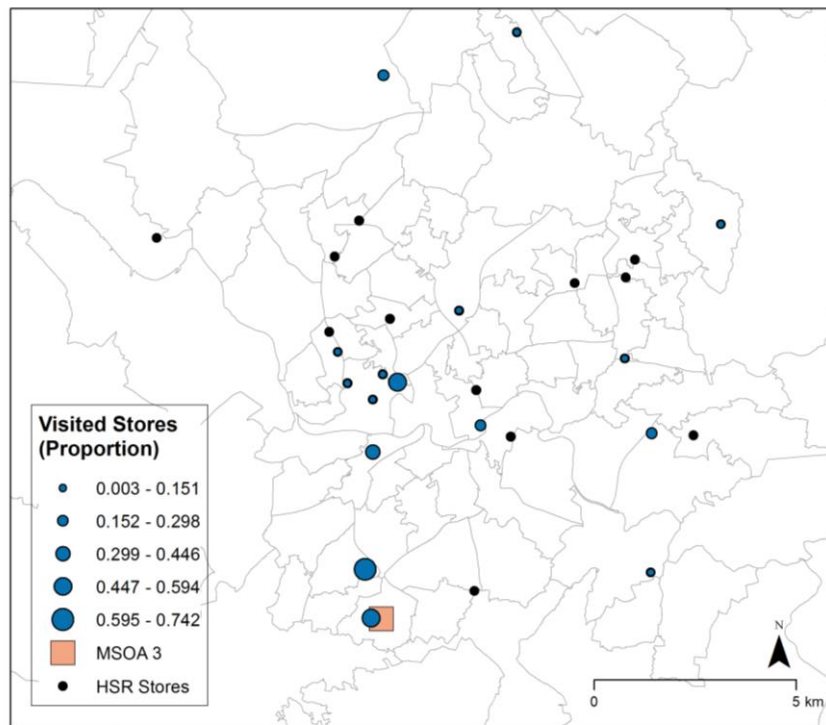 Visited Stores
(Proportion)
0.003 - 0.151
0.152 - 0.298
0.299 - 0.446
0.447 - 0.594
0.595 - 0.742
MSOA 3
HSR Stores
N
0 5 km